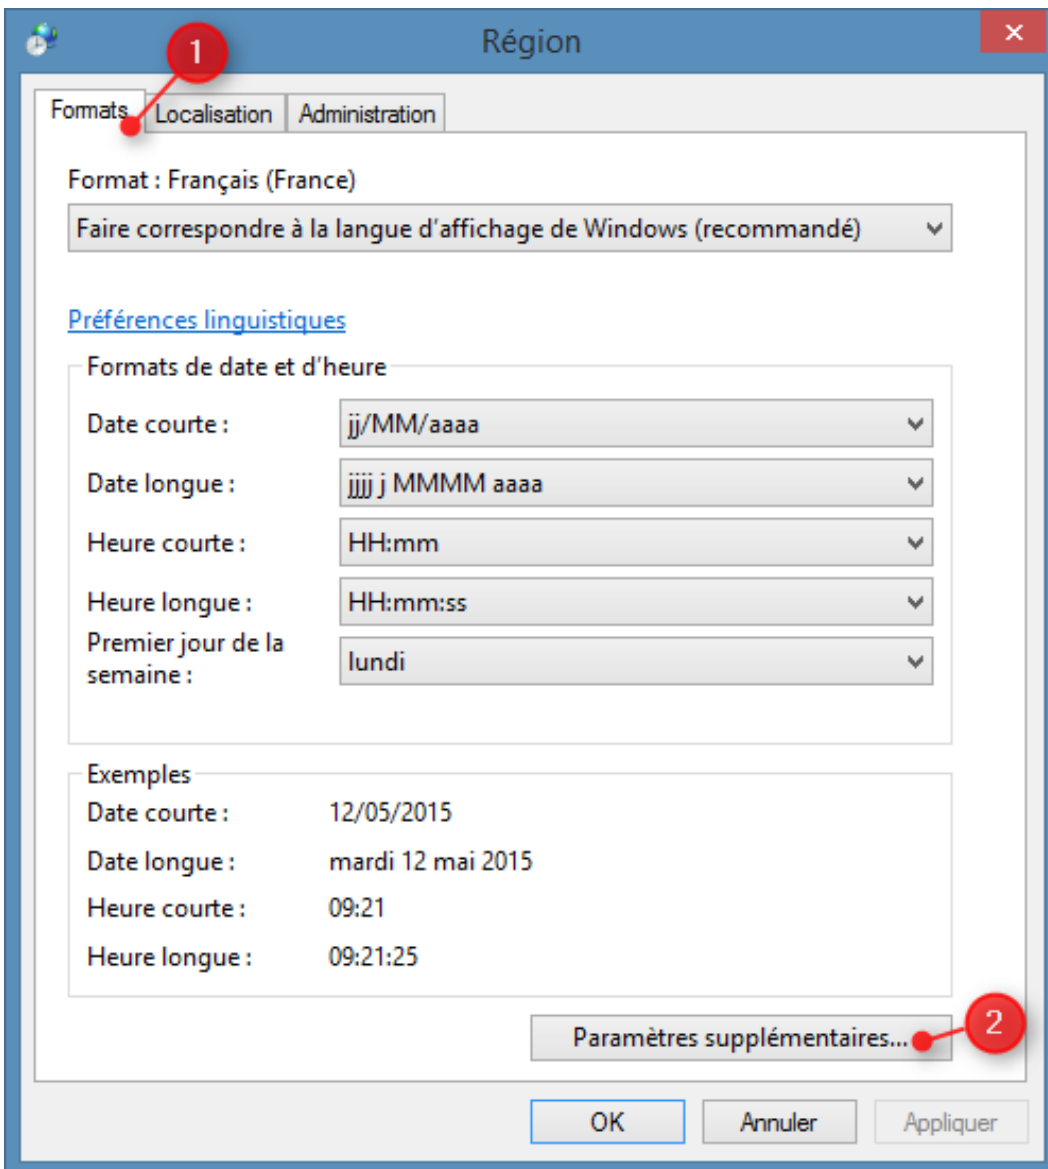 Région
1
Formats
Localisation
Administration
Format : Français (France)
Faire correspondre à la langue d'affichage de Windows (recommandé)
Préférences linguistiques
Formats de date et d'heure
Date courte : jj/MM/aaaa
Date longue : jjjj j MMMM aaaa
Heure courte : HH:mm
Heure longue : HH:mm:ss
Premier jour de la
semaine : lundi
Exemples
Date courte : 12/05/2015
Date longue : mardi 12 mai 2015
Heure courte : 09:21
Heure longue : 09:21:25
Paramètres supplémentaires...
2
OK Annuler Appliquer